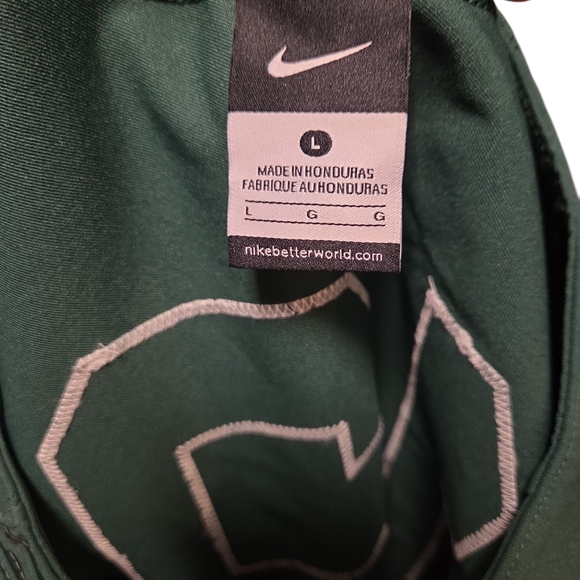 L
MADE IN HONDURAS
FABRIQUE AU HONDURAS
L G G
nikebetterworld.com